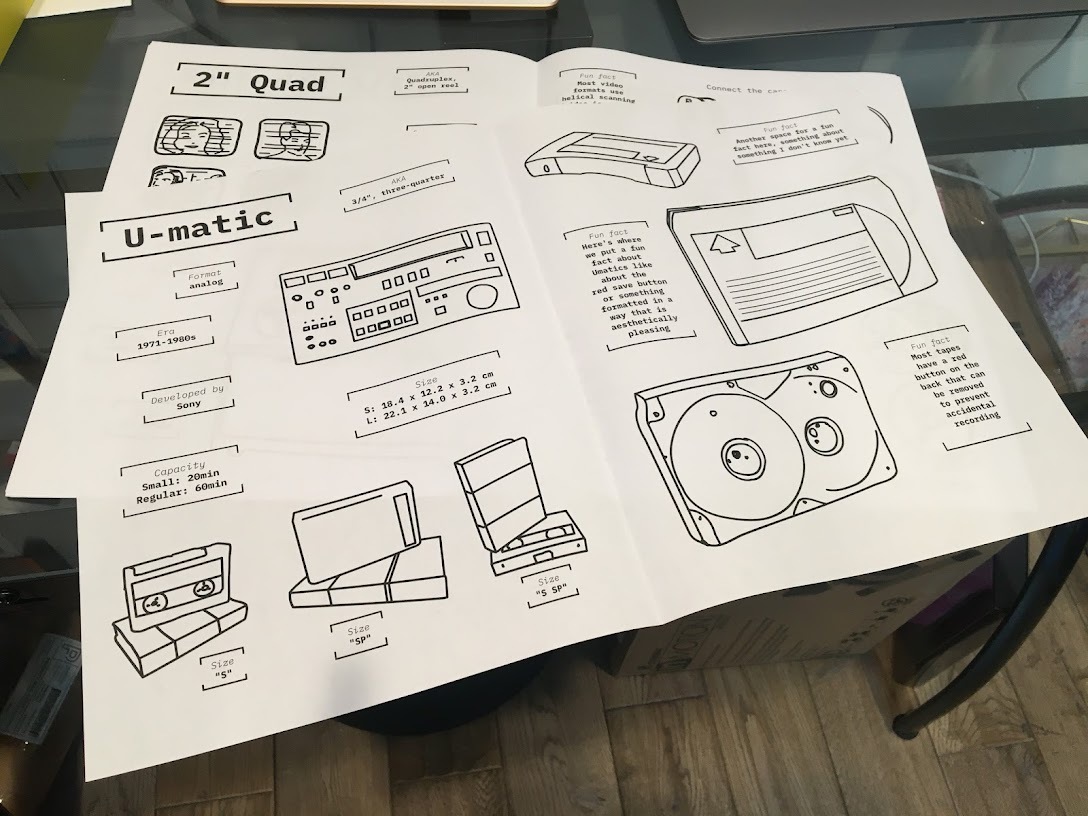 2" Quad
AKA
Quadruplex,
2" open reel
Fun fact
Most video
formats use
helical scanning
Connect the
U-matic
AKA
3/4", three-quarter
Format
analog
Era
1971-1980s
Developed by
Sony
Capacity
Small: 20min
Regular: 60min
Size
S: 18.4 x 12.2 x 3.2 cm
L: 22.1 x 14.0 x 3.2 cm
Size
"S"
Size
"SP"
Size
"S SP"
Fun fact
Another space for a fun
fact here, something about
something I don't know yet
Fun fact
Here's where
we put a fun
fact about
Umatics like
about the
red save button
or something
formatted in a
way that is
aesthetically
pleasing
Fun fact
Most tapes
have a red
button on the
back that can
be removed
to prevent
accidental
recording